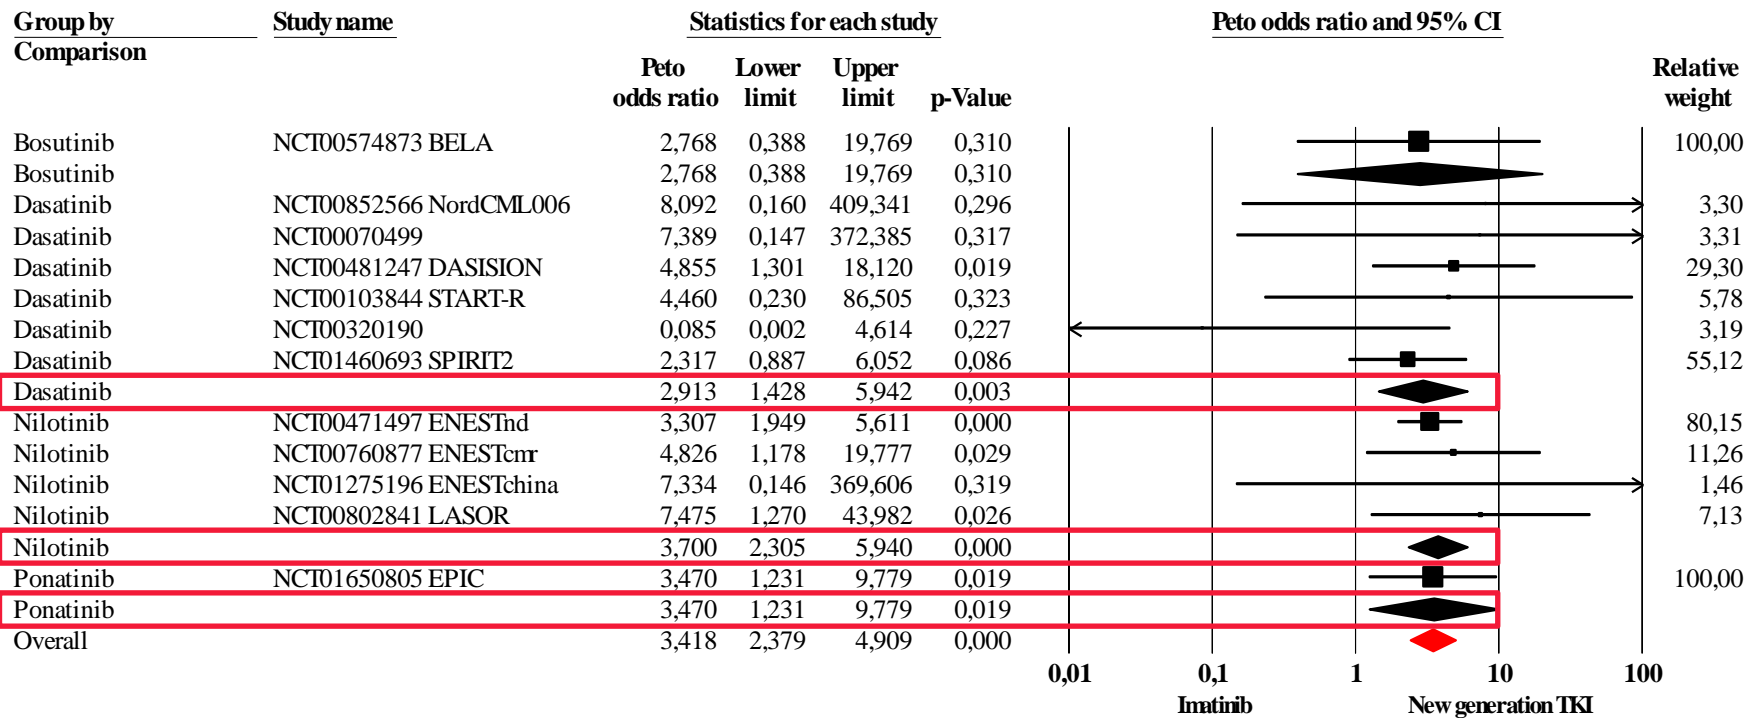 Group by Study name Statistics for each study Peto odds ratio and 95% CI
Comparison
Peto Lower Upper Relative
odds ratio limit limit p-Value weight
Bosutinib NCT00574873 BELA 2,768 0,388 19,769 0,310 100,00
Bosutinib 2,768 0,388 19,769 0,310
Dasatinib NCT00852566 NordCML006 8,092 0,160 409,341 0,296 3,30
Dasatinib NCT00070499 7,389 0,147 372,385 0,317 3,31
Dasatinib NCT00481247 DASISION 4,855 1,301 18,120 0,019 29,30
Dasatinib NCT00103844 START-R 4,460 0,230 86,505 0,323 5,78
Dasatinib NCT00320190 0,085 0,002 4,614 0,227 3,19
Dasatinib NCT01460693 SPIRIT2 2,317 0,887 6,052 0,086 55,12
Dasatinib 2,913 1,428 5,942 0,003
Nilotinib NCT00471497 ENESTnd 3,307 1,949 5,611 0,000 80,15
Nilotinib NCT00760877 ENESTcmr 4,826 1,178 19,777 0,029 11,26
Nilotinib NCT01275196 ENESTchina 7,334 0,146 369,606 0,319 1,46
Nilotinib NCT00802841 LASOR 7,475 1,270 43,982 0,026 7,13
Nilotinib 3,700 2,305 5,940 0,000
Ponatinib NCT01650805 EPIC 3,470 1,231 9,779 0,019 100,00
Ponatinib 3,470 1,231 9,779 0,019
Overall 3,418 2,379 4,909 0,000
0,01 0,1 1 10 100
Imatinib New generation TKI